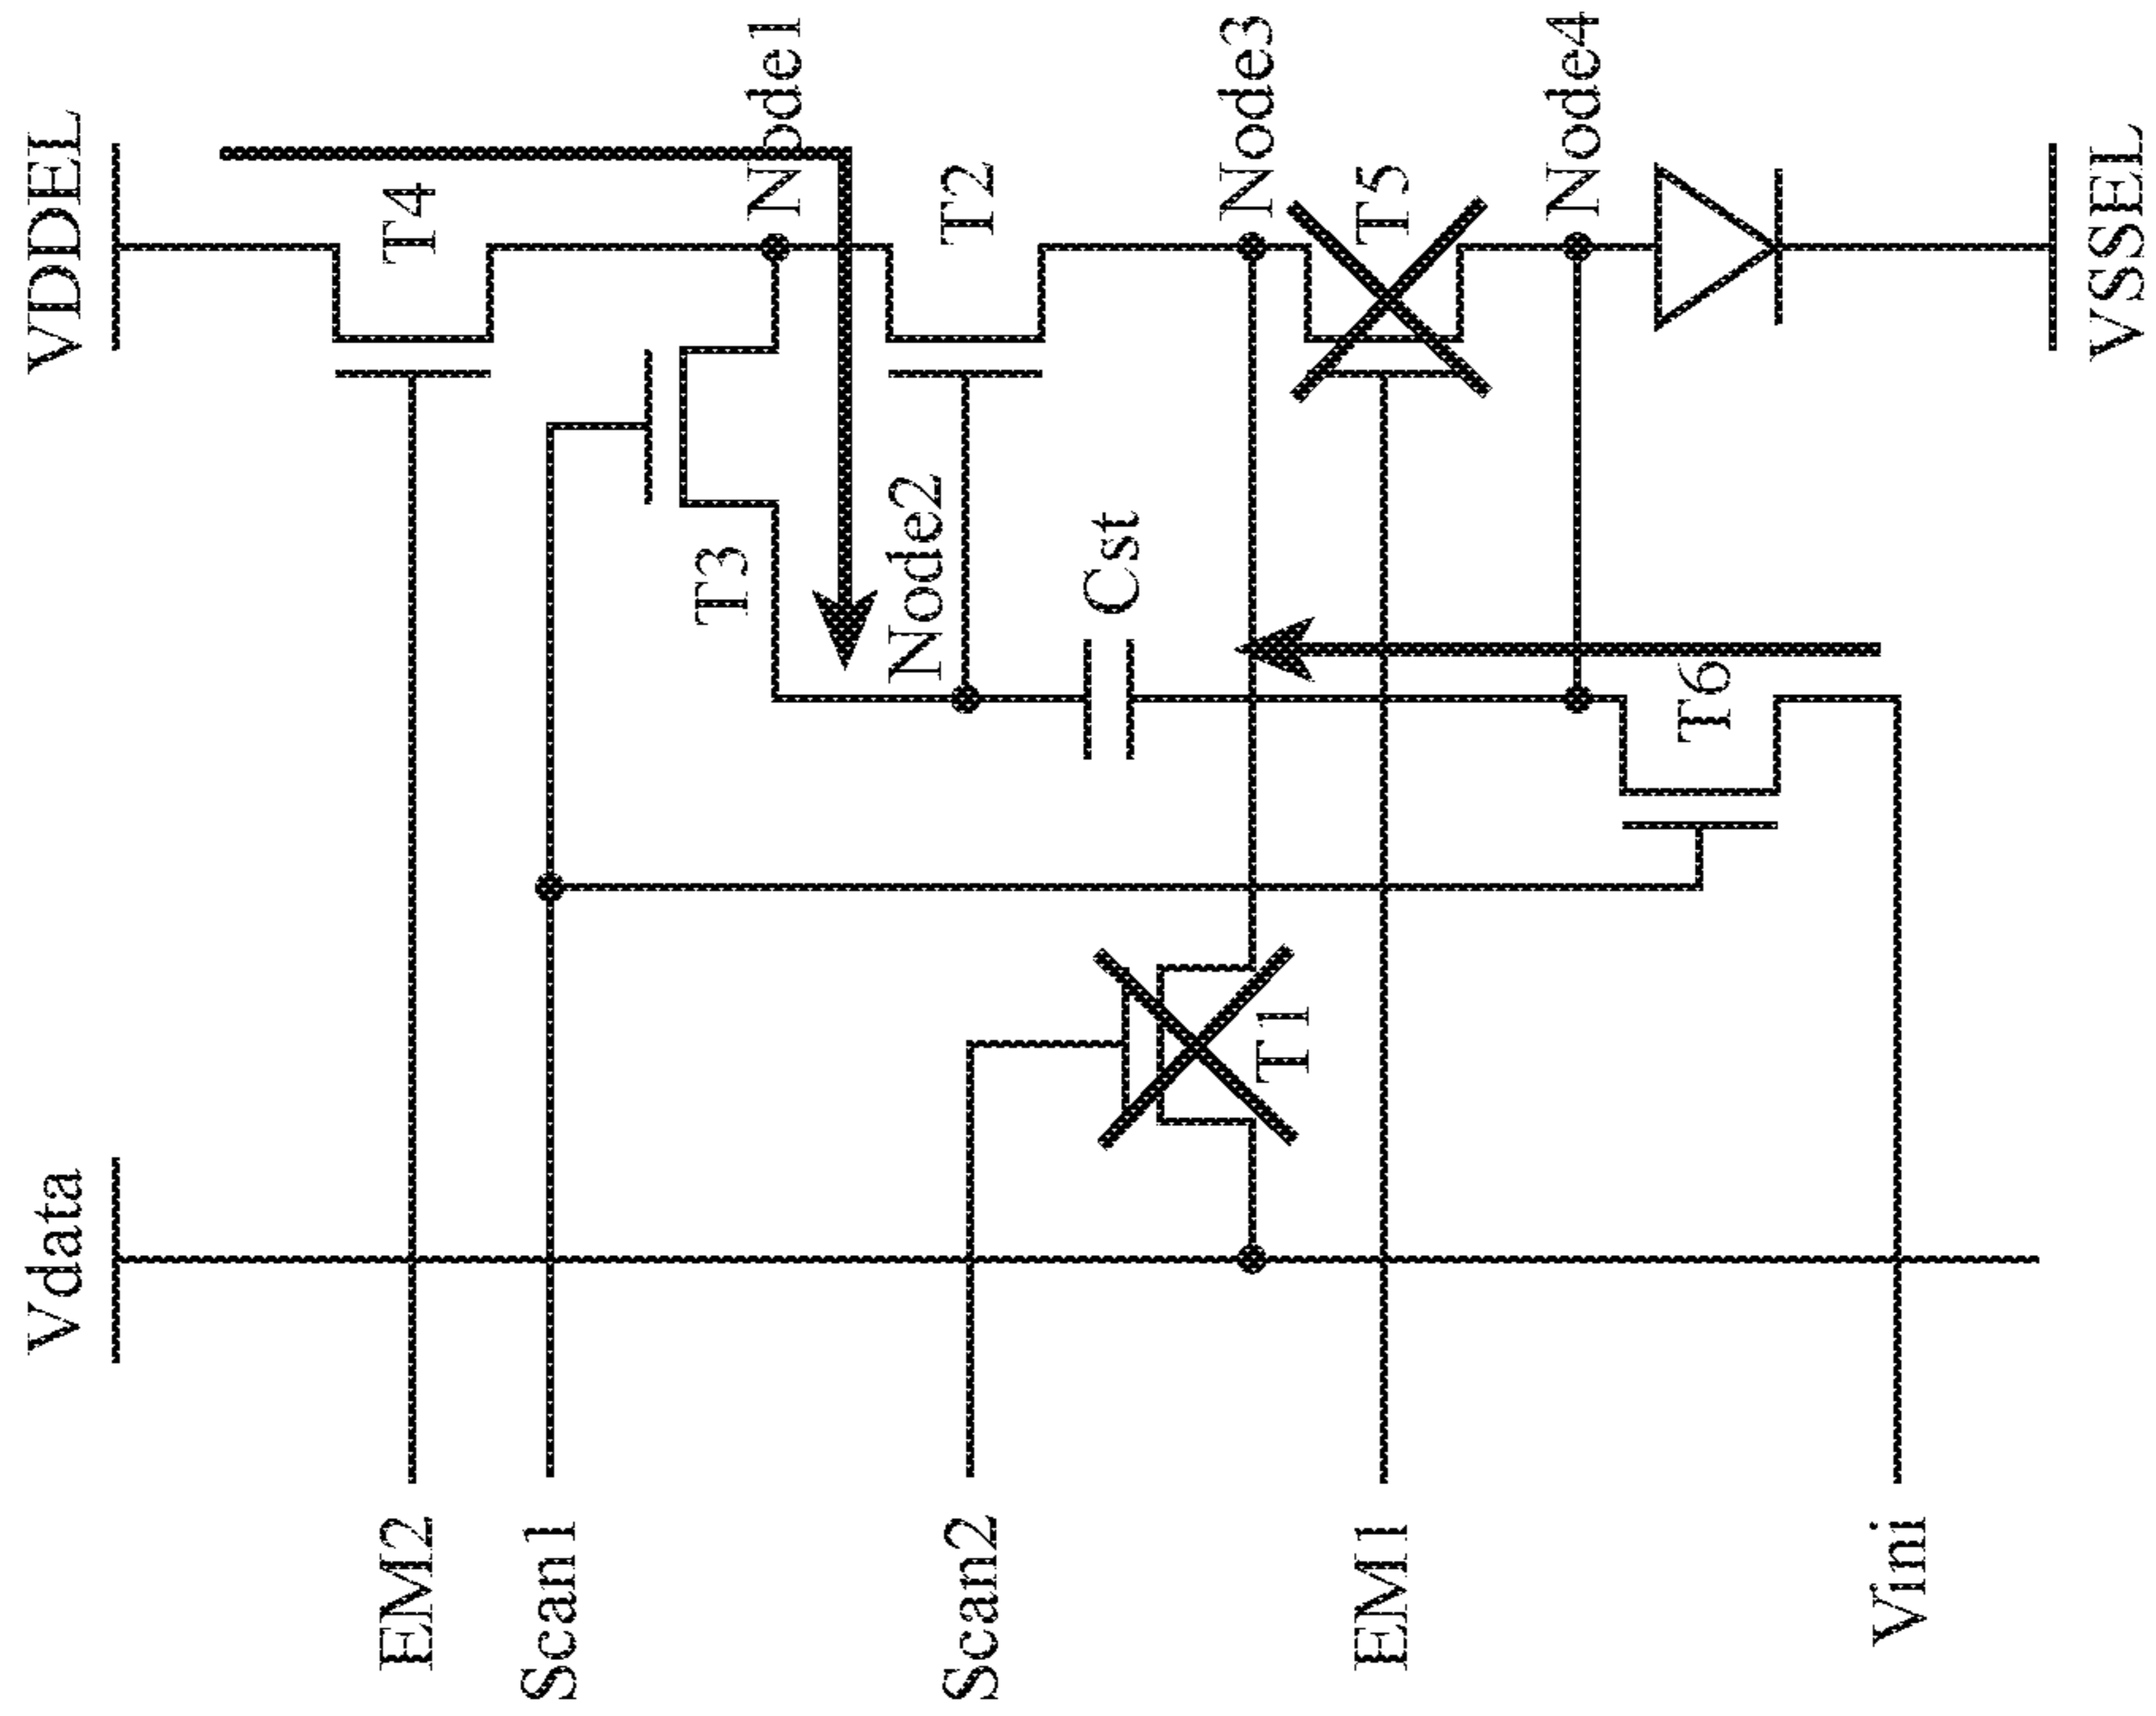 VDDEL
Vdata
T4
EM2
Scan1
Node1
T3
Node2
T2
Scan2
Cst
Node3
T1
T5
EM1
Node4
T6
Vini
VSSEL